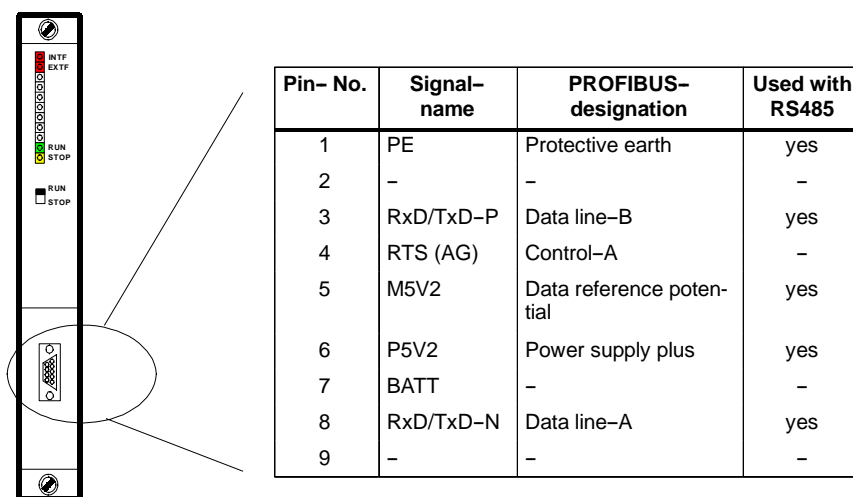 INTF
EXTF
RUN
STOP
RUN
STOP
Pin– No. Signal–name PROFIBUS–designation Used with RS485
1 PE Protective earth yes
2 – – –
3 RxD/TxD–P Data line–B yes
4 RTS (AG) Control–A –
5 M5V2 Data reference poten-
tial yes
6 P5V2 Power supply plus yes
7 BATT – –
8 RxD/TxD–N Data line–A yes
9 – – –